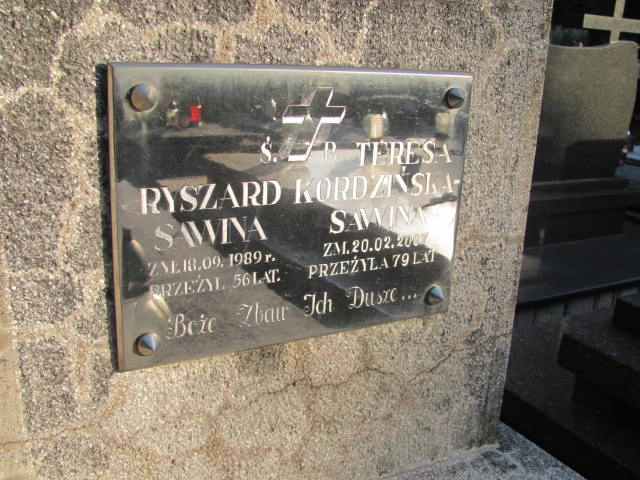 Ś. P. TERESA
RYSZARD KORDZIŃSKA-
SAWINA SAWINA
ZM. 18.09. 1989 r. ZM. 20.02. 2007
PRZEŻYŁ 56 LAT. PRZEŻYŁA 79 LAT
Boże Zbaw Ich Dusze...